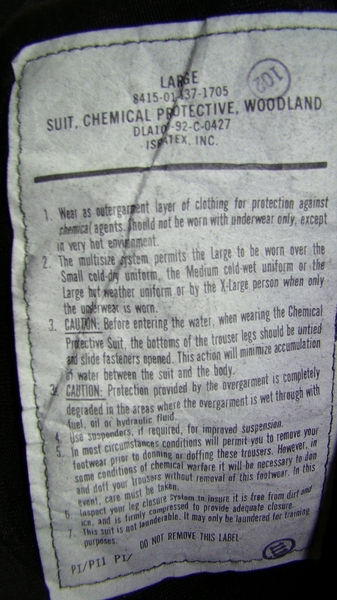 LARGE
102
8415-01 137-1705
SUIT, CHEMICAL PROTECTIVE, WOODLAND
DLA10 -92-C-0427
ISRATEX, INC.
1. Wear as outergarment layer of clothing for protection against
chemical agents. Should not be worn with underwear only, except
in very hot environment.
2. The multisize system permits the Large to be worn over the
Small cold-dry uniform, the Medium cold-wet uniform or the
Large hot weather uniform or by the X-Large person when only
the underwear is worn.
3. CAUTION: Before entering the water, when wearing the Chemical
Protective Suit, the bottoms of the trouser legs should be untied
and slide fasteners opened. This action will minimize accumulation
of water between the suit and the body.
3. CAUTION: Protection provided by the overgarment is completely
degraded in the areas where the overgarment is wet through with
fuel, oil or hydraulic fluid.
4. Use suspenders, if required, for improved suspension.
5. In most circumstances conditions will permit you to remove your
footwear prior to donning or doffing these trousers. However, in
some conditions of chemical warfare it will be necessary to don
and doff your trousers without removal of this footwear. In this
event, care must be taken.
6. Inspect your leg closure system to insure it is free from dirt and
ice, and is firmly compressed to provide adequate closure.
7. This suit is not launderable. It may only be laundered for training
purposes.
DO NOT REMOVE THIS LABEL
PI/PII PI/